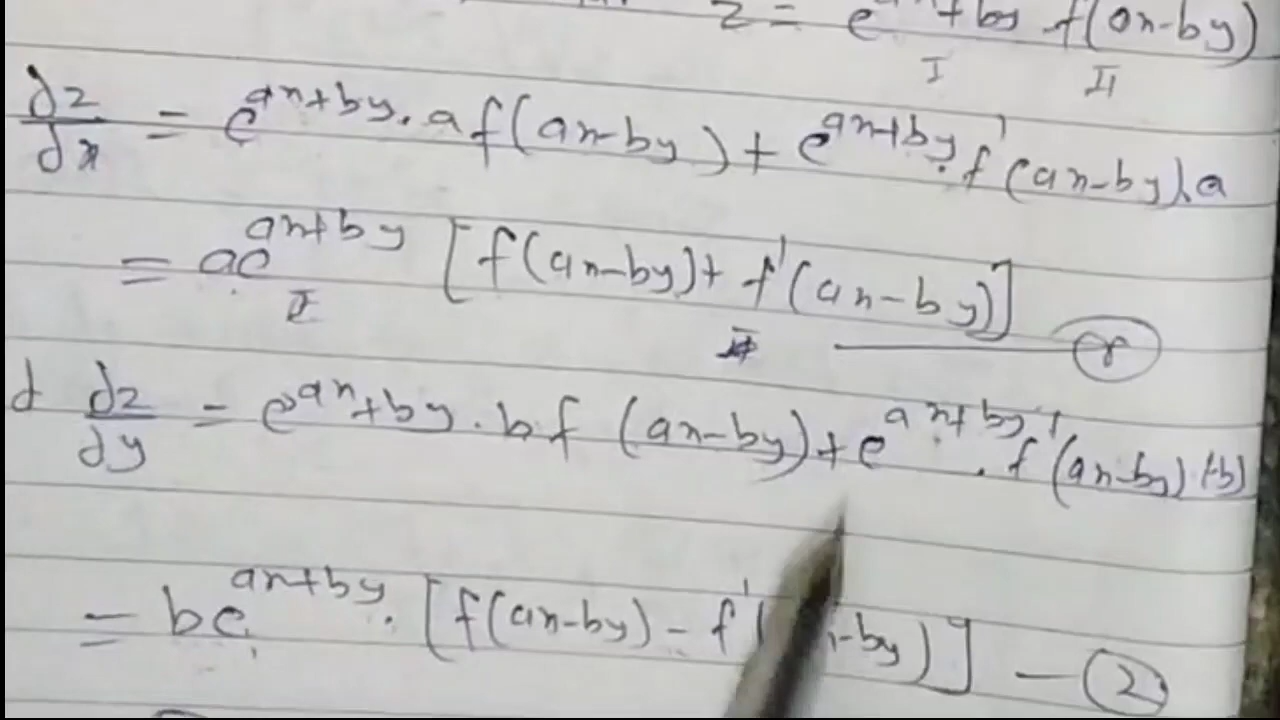 z = e^{ax+by} f(ax-by)
I II
∂z/∂x = e^{ax+by}. a f(ax-by) + e^{ax+by}. f'(ax-by).a
= ae^{ax+by} [f(ax-by) + f'(ax-by)]
I II
∂z/∂y = e^{ax+by}. b f (ax-by) + e^{ax+by}. f'(ax-by) (-b)
= be^{ax+by}. [f(ax-by) - f'( -by)] — (2)